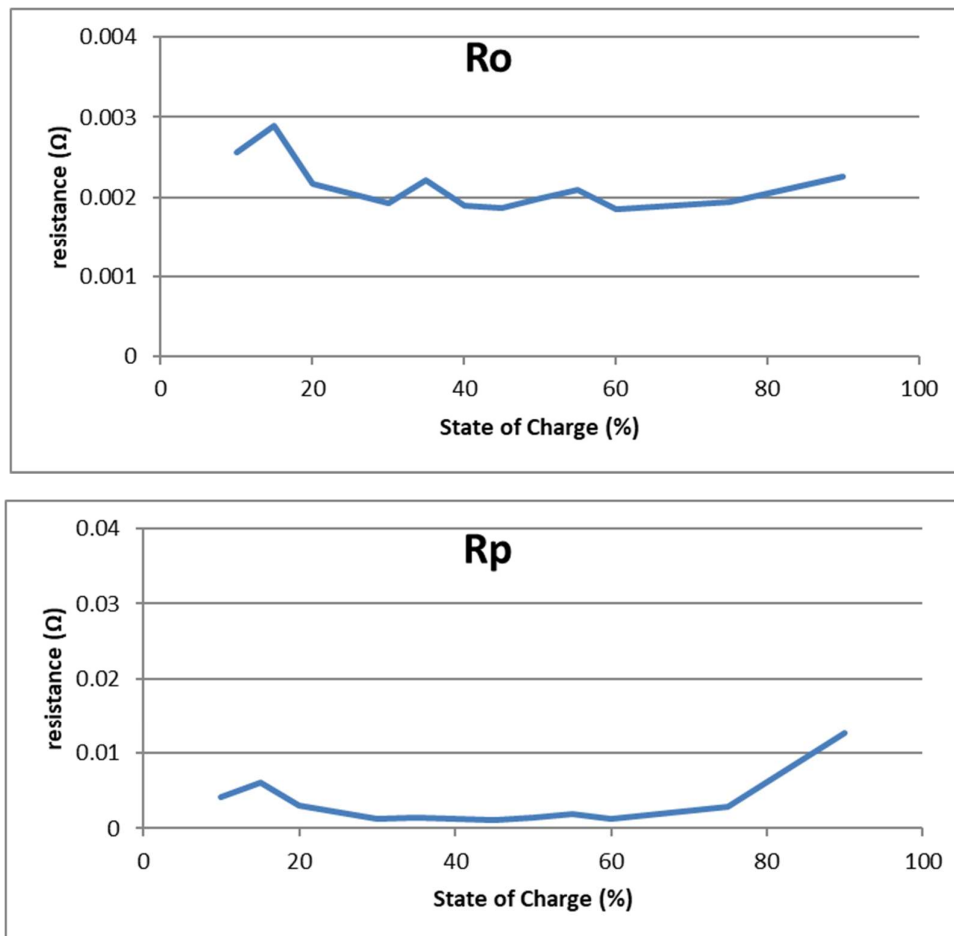 Ro
0.004
0.003
0.002
0.001
0
resistance (Ω)
0 20 40 60 80 100
State of Charge (%)
Rp
0.04
0.03
0.02
0.01
0
resistance (Ω)
0 20 40 60 80 100
State of Charge (%)